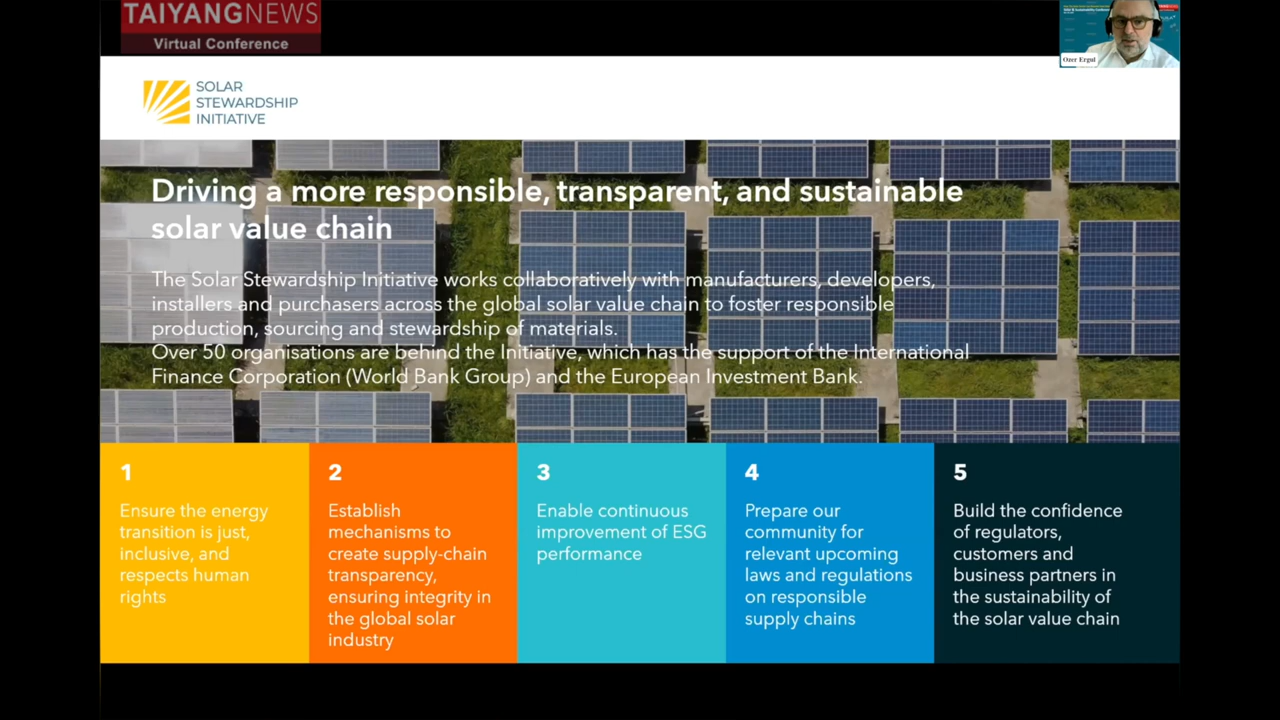 TAIYANGNEWS
Virtual Conference
Ozer Ergul
SOLAR
STEWARDSHIP
INITIATIVE
Driving a more responsible, transparent, and sustainable
solar value chain
The Solar Stewardship Initiative works collaboratively with manufacturers, developers,
installers and purchasers across the global solar value chain to foster responsible
production, sourcing and stewardship of materials.
Over 50 organisations are behind the Initiative, which has the support of the International
Finance Corporation (World Bank Group) and the European Investment Bank.
1
Ensure the energy
transition is just,
inclusive, and
respects human
rights
2
Establish
mechanisms to
create supply-chain
transparency,
ensuring integrity in
the global solar
industry
3
Enable continuous
improvement of ESG
performance
4
Prepare our
community for
relevant upcoming
laws and regulations
on responsible
supply chains
5
Build the confidence
of regulators,
customers and
business partners in
the sustainability of
the solar value chain